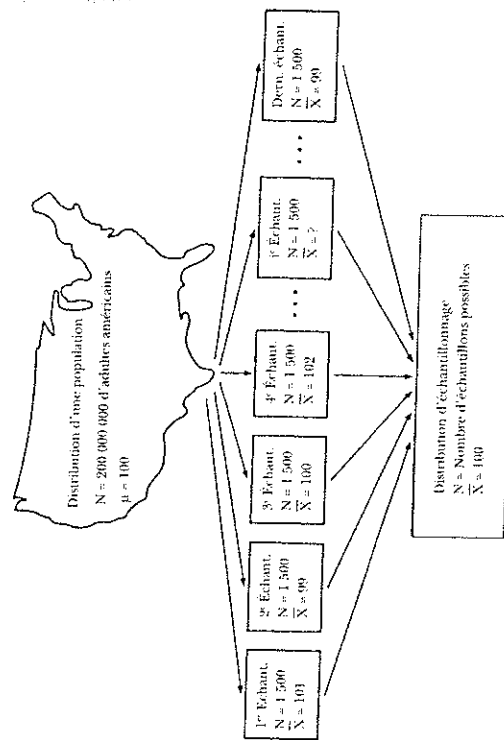 Distribution d'une population
N = 200 000 000 d'adultes américains
μ = 100
1er Échant.
N = 1 500
X̅ = 101
2e Échant.
N = 1 500
X̅ = 99
3e Échant.
N = 1 500
X̅ = 100
4e Échant.
N = 1 500
X̅ = 102
...
ie Échant.
N = 1 500
X̅ = ?
...
Dern. échant.
N = 1 500
X̅ = 99
Distribution d'échantillonnage
N = Nombre d'échantillons possibles
X̅ = 100